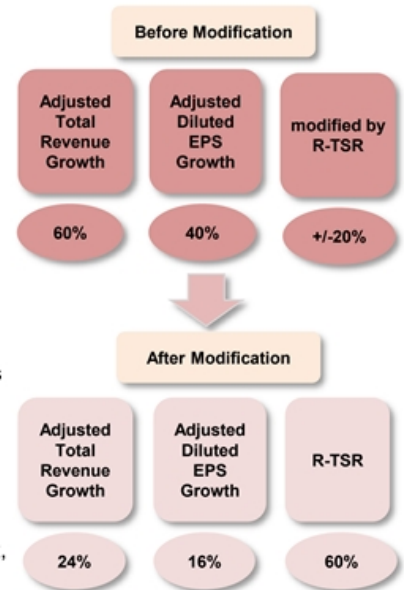 Before Modification
Adjusted
Total
Revenue
Growth
Adjusted
Diluted
EPS
Growth
modified by
R-TSR
60%
40%
+/-20%
After Modification
s
Adjusted
Total
Revenue
Growth
Adjusted
Diluted
EPS
Growth
R-TSR
,
24%
16%
60%